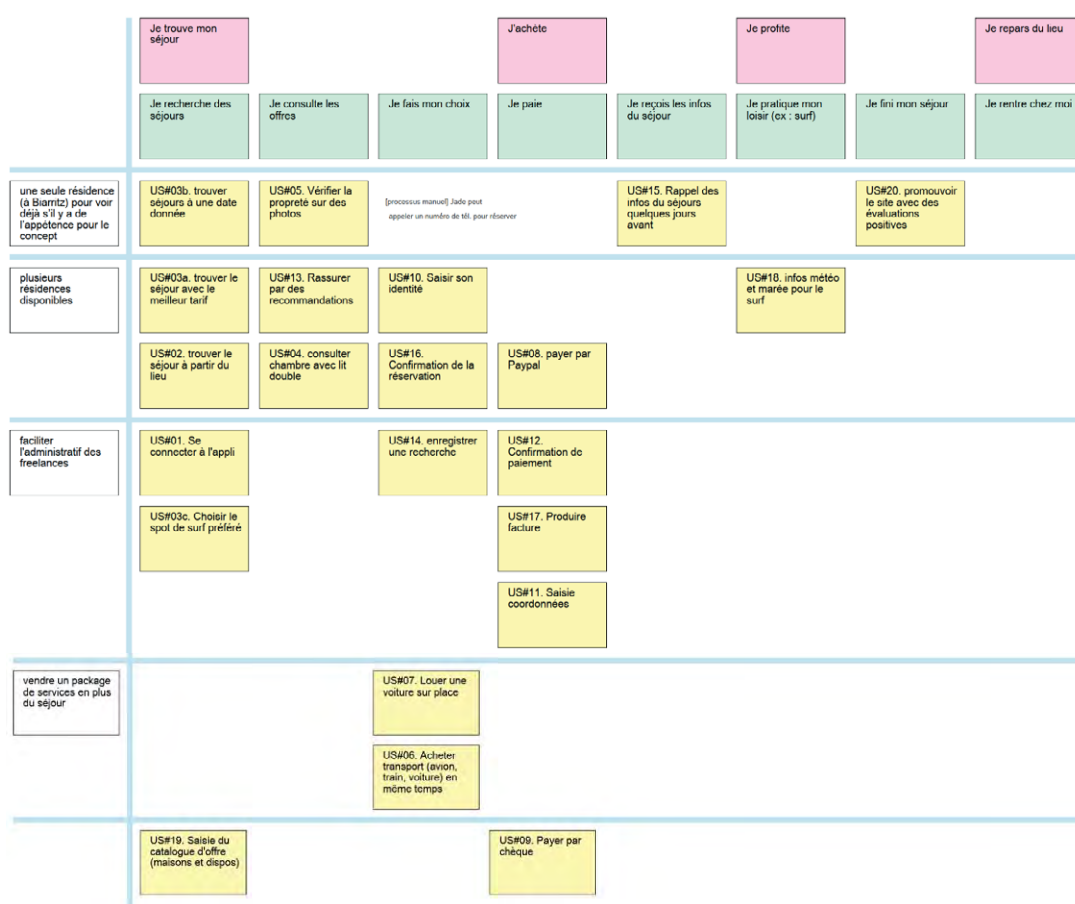 Je trouve mon
séjour
J'achète
Je profite
Je repars du lieu
Je recherche des
séjours
Je consulte les
offres
Je fais mon choix
Je paie
Je reçois les infos
du séjour
Je pratique mon
loisir (ex : surf)
Je fini mon séjour
Je rentre chez moi
une seule résidence
(à Biarritz) pour voir
déjà s'il y a de
l'appétence pour le
concept
US#03b. trouver
séjours à une date
donnée
US#05. Vérifier la
propreté sur des
photos
[processus manuel] Jade peut
appeler un numéro de tél. pour réserver
US#15. Rappel des
infos du séjours
quelques jours
avant
US#20. promouvoir
le site avec des
évaluations
positives
plusieurs
résidences
disponibles
US#03a. trouver le
séjour avec le
meilleur tarif
US#13. Rassurer
par des
recommandations
US#10. Saisir son
identité
US#18. infos météo
et marée pour le
surf
US#02. trouver le
séjour à partir du
lieu
US#04. consulter
chambre avec lit
double
US#16.
Confirmation de la
réservation
US#08. payer par
Paypal
faciliter
l'administratif des
freelances
US#01. Se
connecter à l'appli
US#14. enregistrer
une recherche
US#12.
Confirmation de
paiement
US#03c. Choisir le
spot de surf préféré
US#17. Produire
facture
US#11. Saisie
coordonnées
vendre un package
de services en plus
du séjour
US#07. Louer une
voiture sur place
US#06. Acheter
transport (avion,
train, voiture) en
même temps
US#19. Saisie du
catalogue d'offre
(maisons et dispos)
US#09. Payer par
chèque